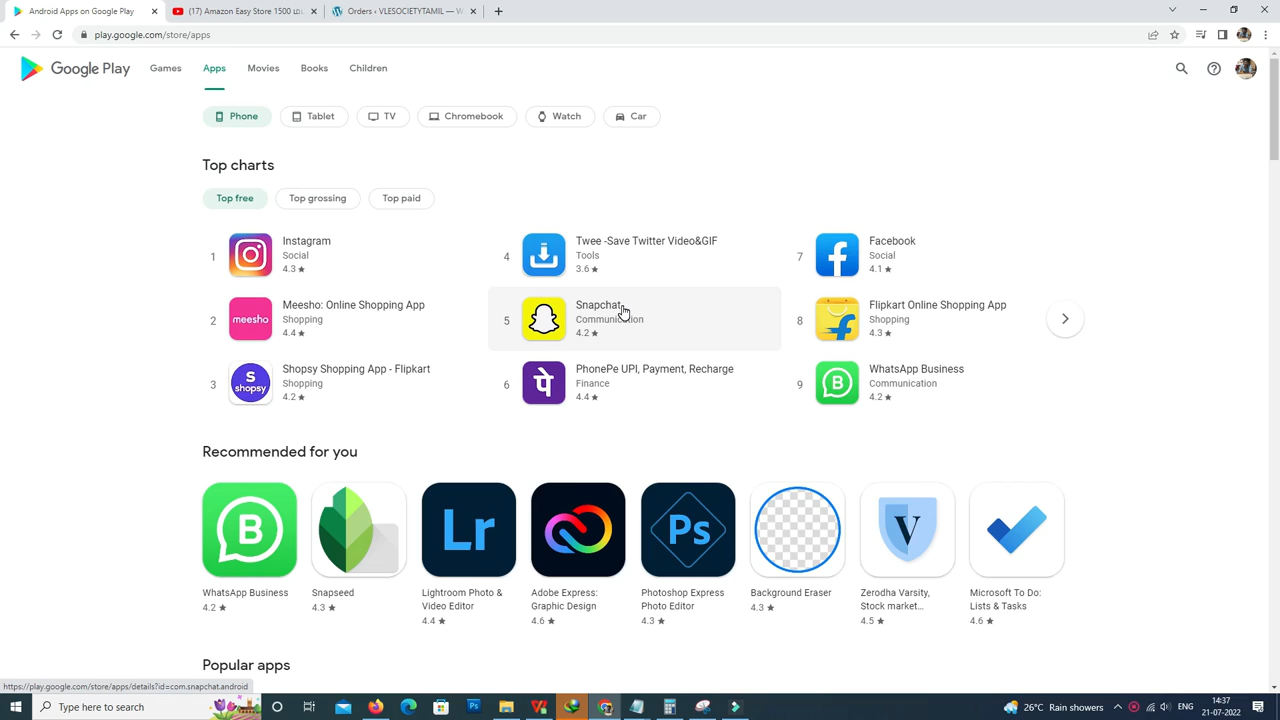 Android Apps on Google Play
(17) Amazon Easy Store 1500 Lo
Orders ‹ VLESOCIETYTAMIL — W
play.google.com/store/apps
Google Play
Games
Apps
Movies
Books
Children
Phone
Tablet
TV
Chromebook
Watch
Car
Top charts
Top free
Top grossing
Top paid
1
Instagram
Social
4.3 ★
2
Meesho: Online Shopping App
Shopping
4.4 ★
meesho
3
Shopsy Shopping App - Flipkart
Shopping
4.2 ★
S
shopsy
4
Twee -Save Twitter Video&GIF
Tools
3.6 ★
5
Snapchat
Communication
4.2 ★
6
PhonePe UPI, Payment, Recharge
Finance
4.4 ★
पे
7
Facebook
Social
4.1 ★
8
Flipkart Online Shopping App
Shopping
4.3 ★
9
WhatsApp Business
Communication
4.2 ★
B
Recommended for you
B
Lr
Ps
V
WhatsApp Business
4.2 ★
Snapseed
4.3 ★
Lightroom Photo &
Video Editor
4.4 ★
Adobe Express:
Graphic Design
4.6 ★
Photoshop Express
Photo Editor
4.3 ★
Background Eraser
4.3 ★
Zerodha Varsity,
Stock market…
4.5 ★
Microsoft To Do:
Lists & Tasks
4.6 ★
Popular apps
https://play.google.com/store/apps/details?id=com.snapchat.android
Type here to search
26°C Rain showers
ENG
14:37
21-07-2022